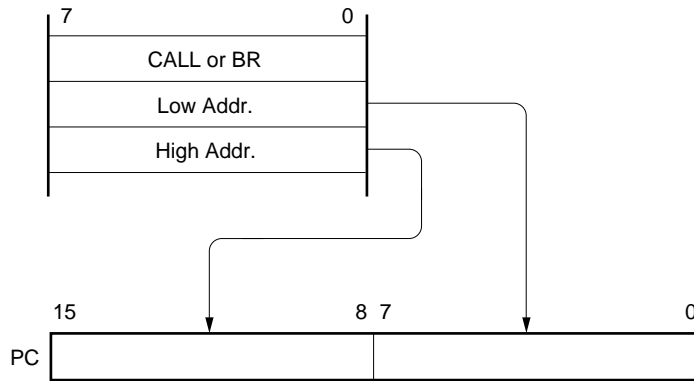 7 0
CALL or BR
Low Addr.
High Addr.
15 8 7 0
PC